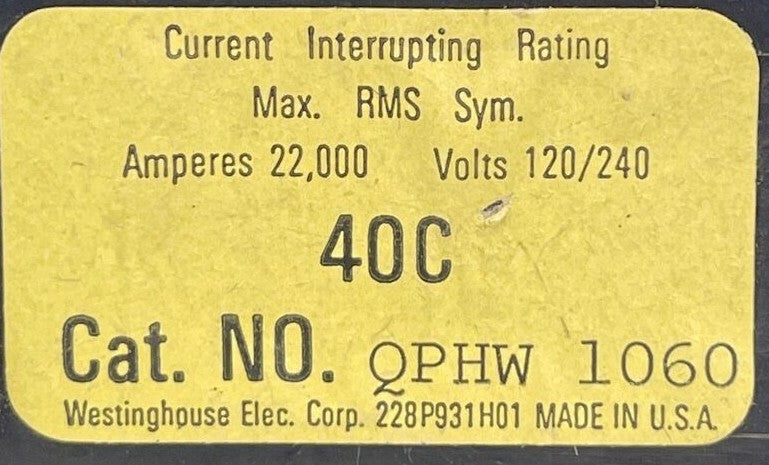 Current Interrupting Rating
Max. RMS Sym.
Amperes 22,000 Volts 120/240
40C
Cat. NO. QPHW 1060
Westinghouse Elec. Corp. 228P931H01 MADE IN U.S.A.